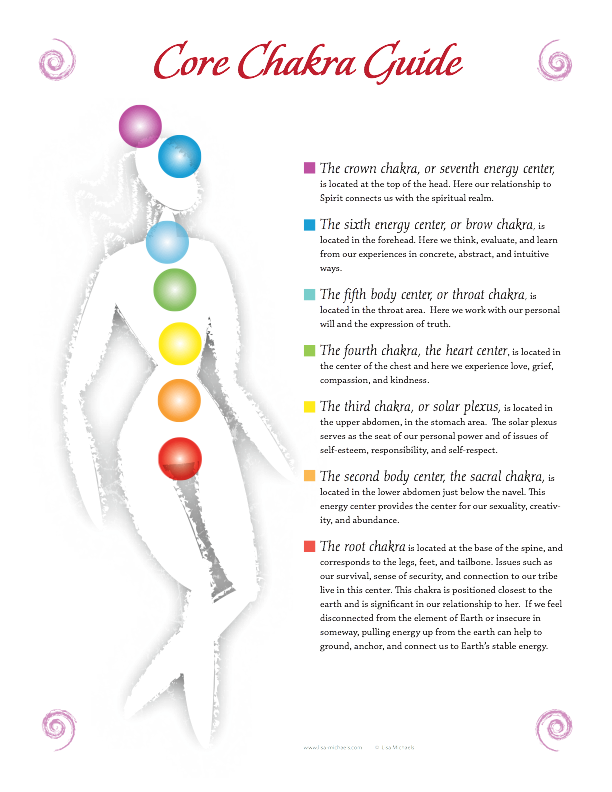 Core Chakra Guide
The crown chakra, or seventh energy center,
is located at the top of the head. Here our relationship to
Spirit connects us with the spiritual realm.
The sixth energy center, or brow chakra, is
located in the forehead. Here we think, evaluate, and learn
from our experiences in concrete, abstract, and intuitive
ways.
The fifth body center, or throat chakra, is
located in the throat area. Here we work with our personal
will and the expression of truth.
The fourth chakra, the heart center, is located in
the center of the chest and here we experience love, grief,
compassion, and kindness.
The third chakra, or solar plexus, is located in
the upper abdomen, in the stomach area. The solar plexus
serves as the seat of our personal power and of issues of
self-esteem, responsibility, and self-respect.
The second body center, the sacral chakra, is
located in the lower abdomen just below the navel. This
energy center provides the center for our sexuality, creativ-
ity, and abundance.
The root chakra is located at the base of the spine, and
corresponds to the legs, feet, and tailbone. Issues such as
our survival, sense of security, and connection to our tribe
live in this center. This chakra is positioned closest to the
earth and is significant in our relationship to her. If we feel
disconnected from the element of Earth or insecure in
someway, pulling energy up from the earth can help to
ground, anchor, and connect us to Earth's stable energy.
© Lisa Michaels